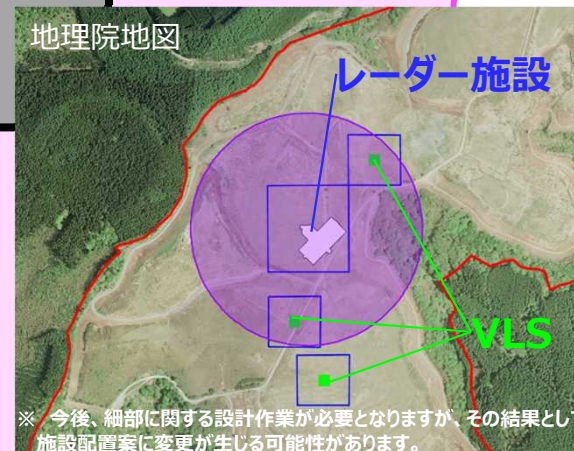 地理院地図
レーダー施設
VLS
※ 今後、細部に関する設計作業が必要となりますが、その結果として
施設配置案に変更が生じる可能性があります。